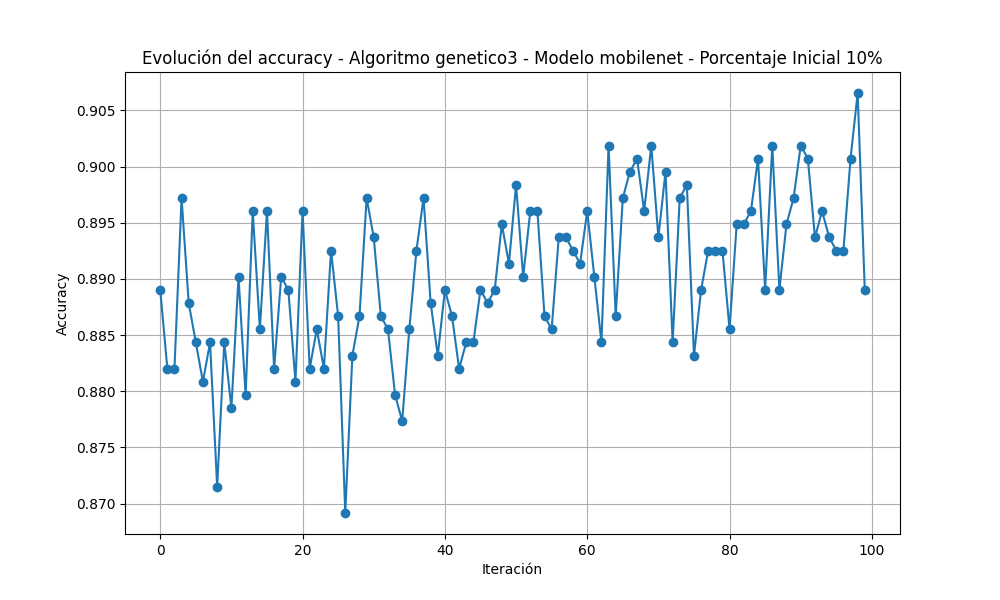 Evolución del accuracy - Algoritmo genetico3 - Modelo mobilenet - Porcentaje Inicial 10%
0.905
0.900
0.895
0.890
0.885
0.880
0.875
0.870
Accuracy
0 20 40 60 80 100
Iteración